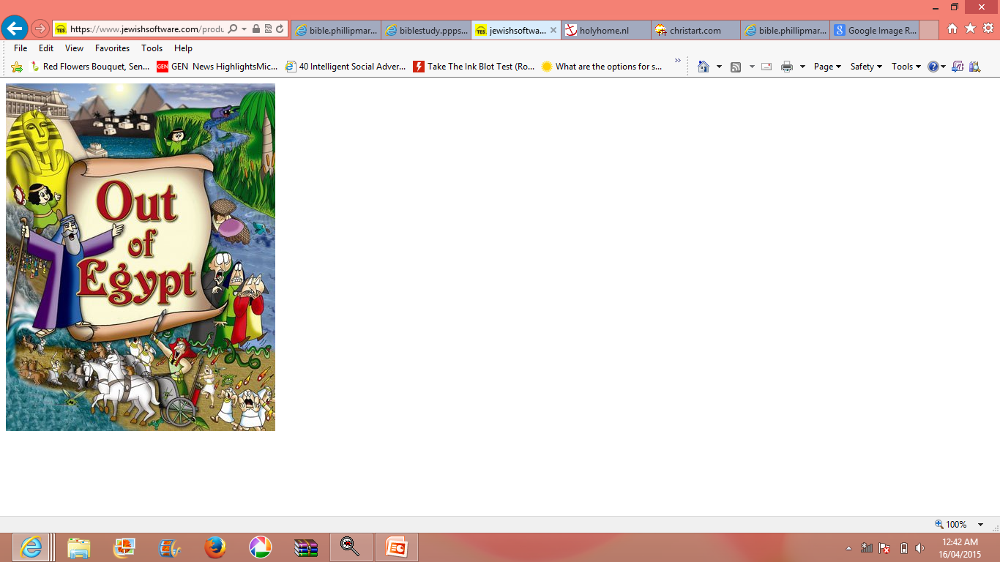 https://www.jewishsoftware.com/produ
bible.phillipmar...
biblestudy.ppps...
TES.
jewishsoftwa...
holyhome.nl
christart.com
bible.phillipmar...
Google Image R...
File Edit View Favorites Tools Help
Red Flowers Bouquet, Sen...
GEN
GEN News HighlightsMic...
40 Intelligent Social Adver...
Take The Ink Blot Test (Ro...
What are the options for s...
Page
Safety
Tools
Out
of
Egypt
100%
12:42 AM
16/04/2015